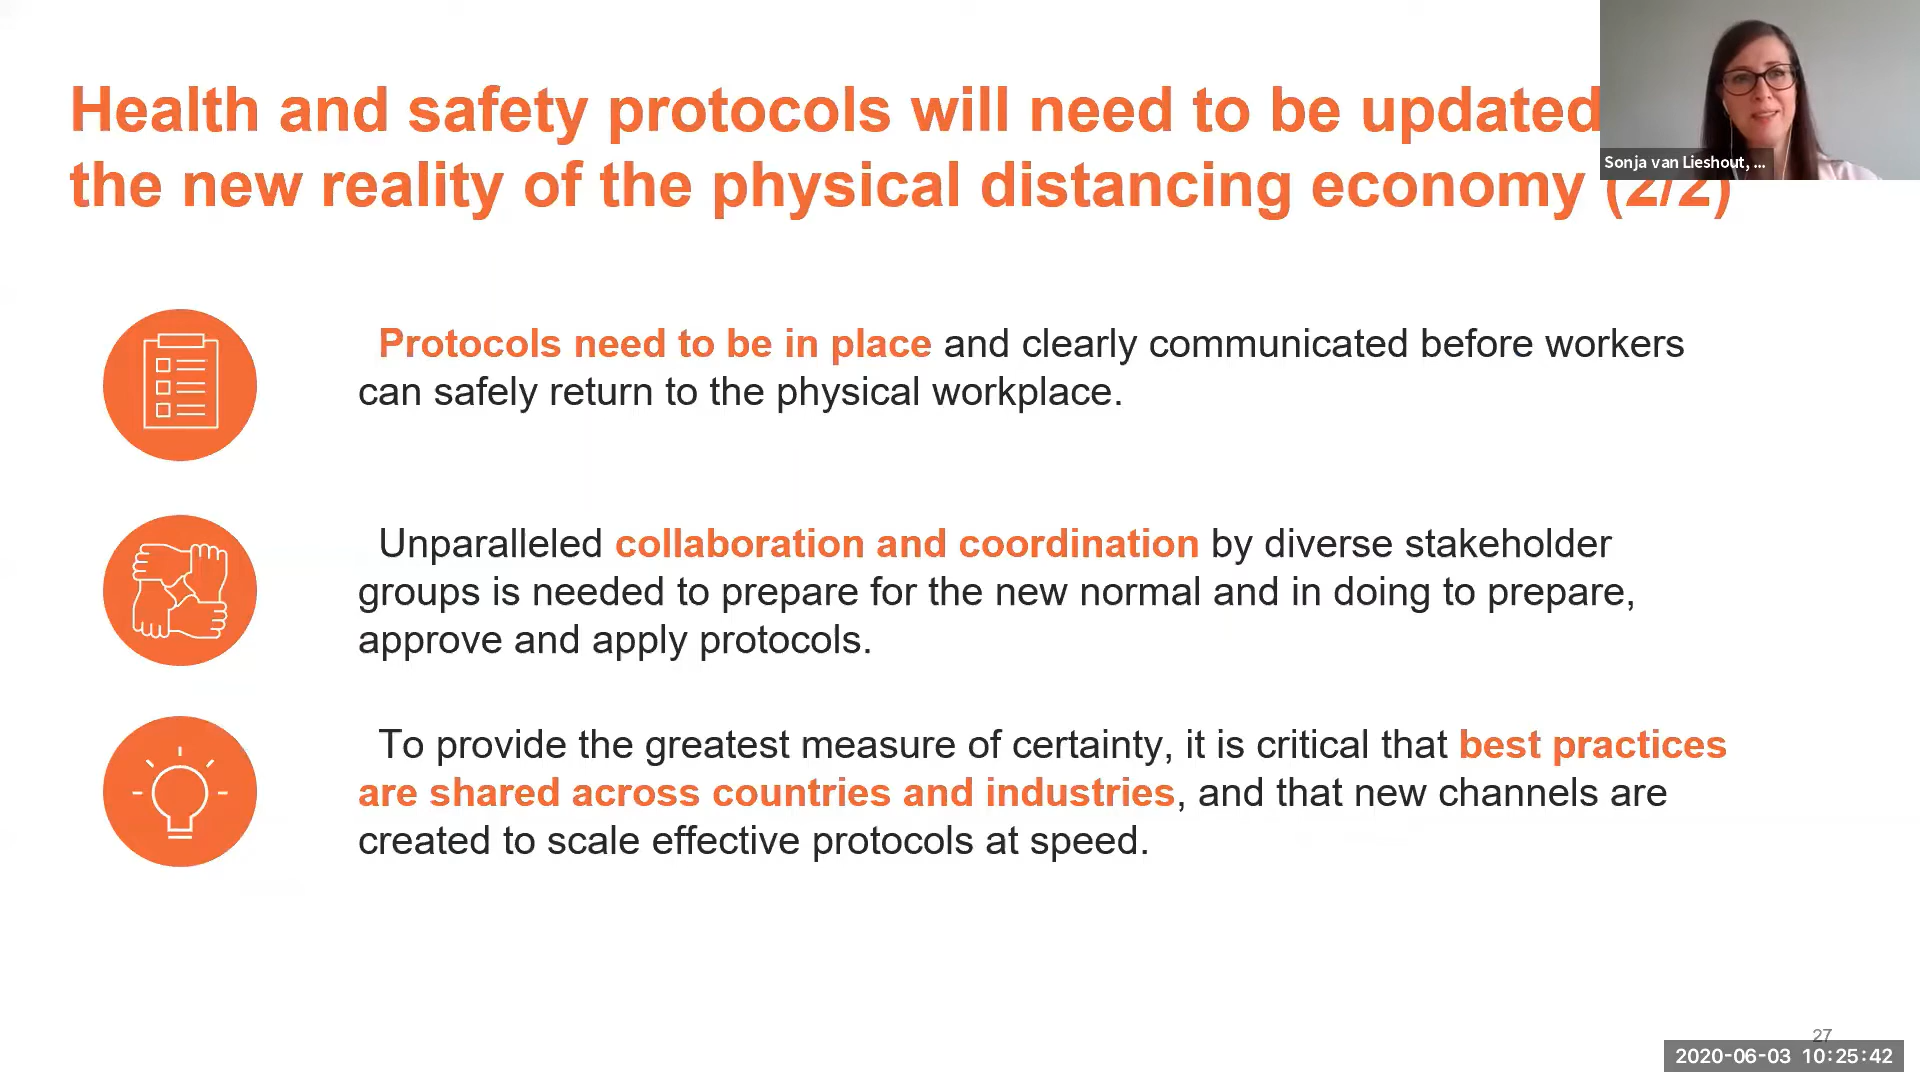 Health and safety protocols will need to be updated
the new reality of the physical distancing economy (2/2)
Sonja van Lieshout, ...
Protocols need to be in place and clearly communicated before workers
can safely return to the physical workplace.
Unparalleled collaboration and coordination by diverse stakeholder
groups is needed to prepare for the new normal and in doing to prepare,
approve and apply protocols.
To provide the greatest measure of certainty, it is critical that best practices
are shared across countries and industries, and that new channels are
created to scale effective protocols at speed.
27
2020-06-03 10:25:42